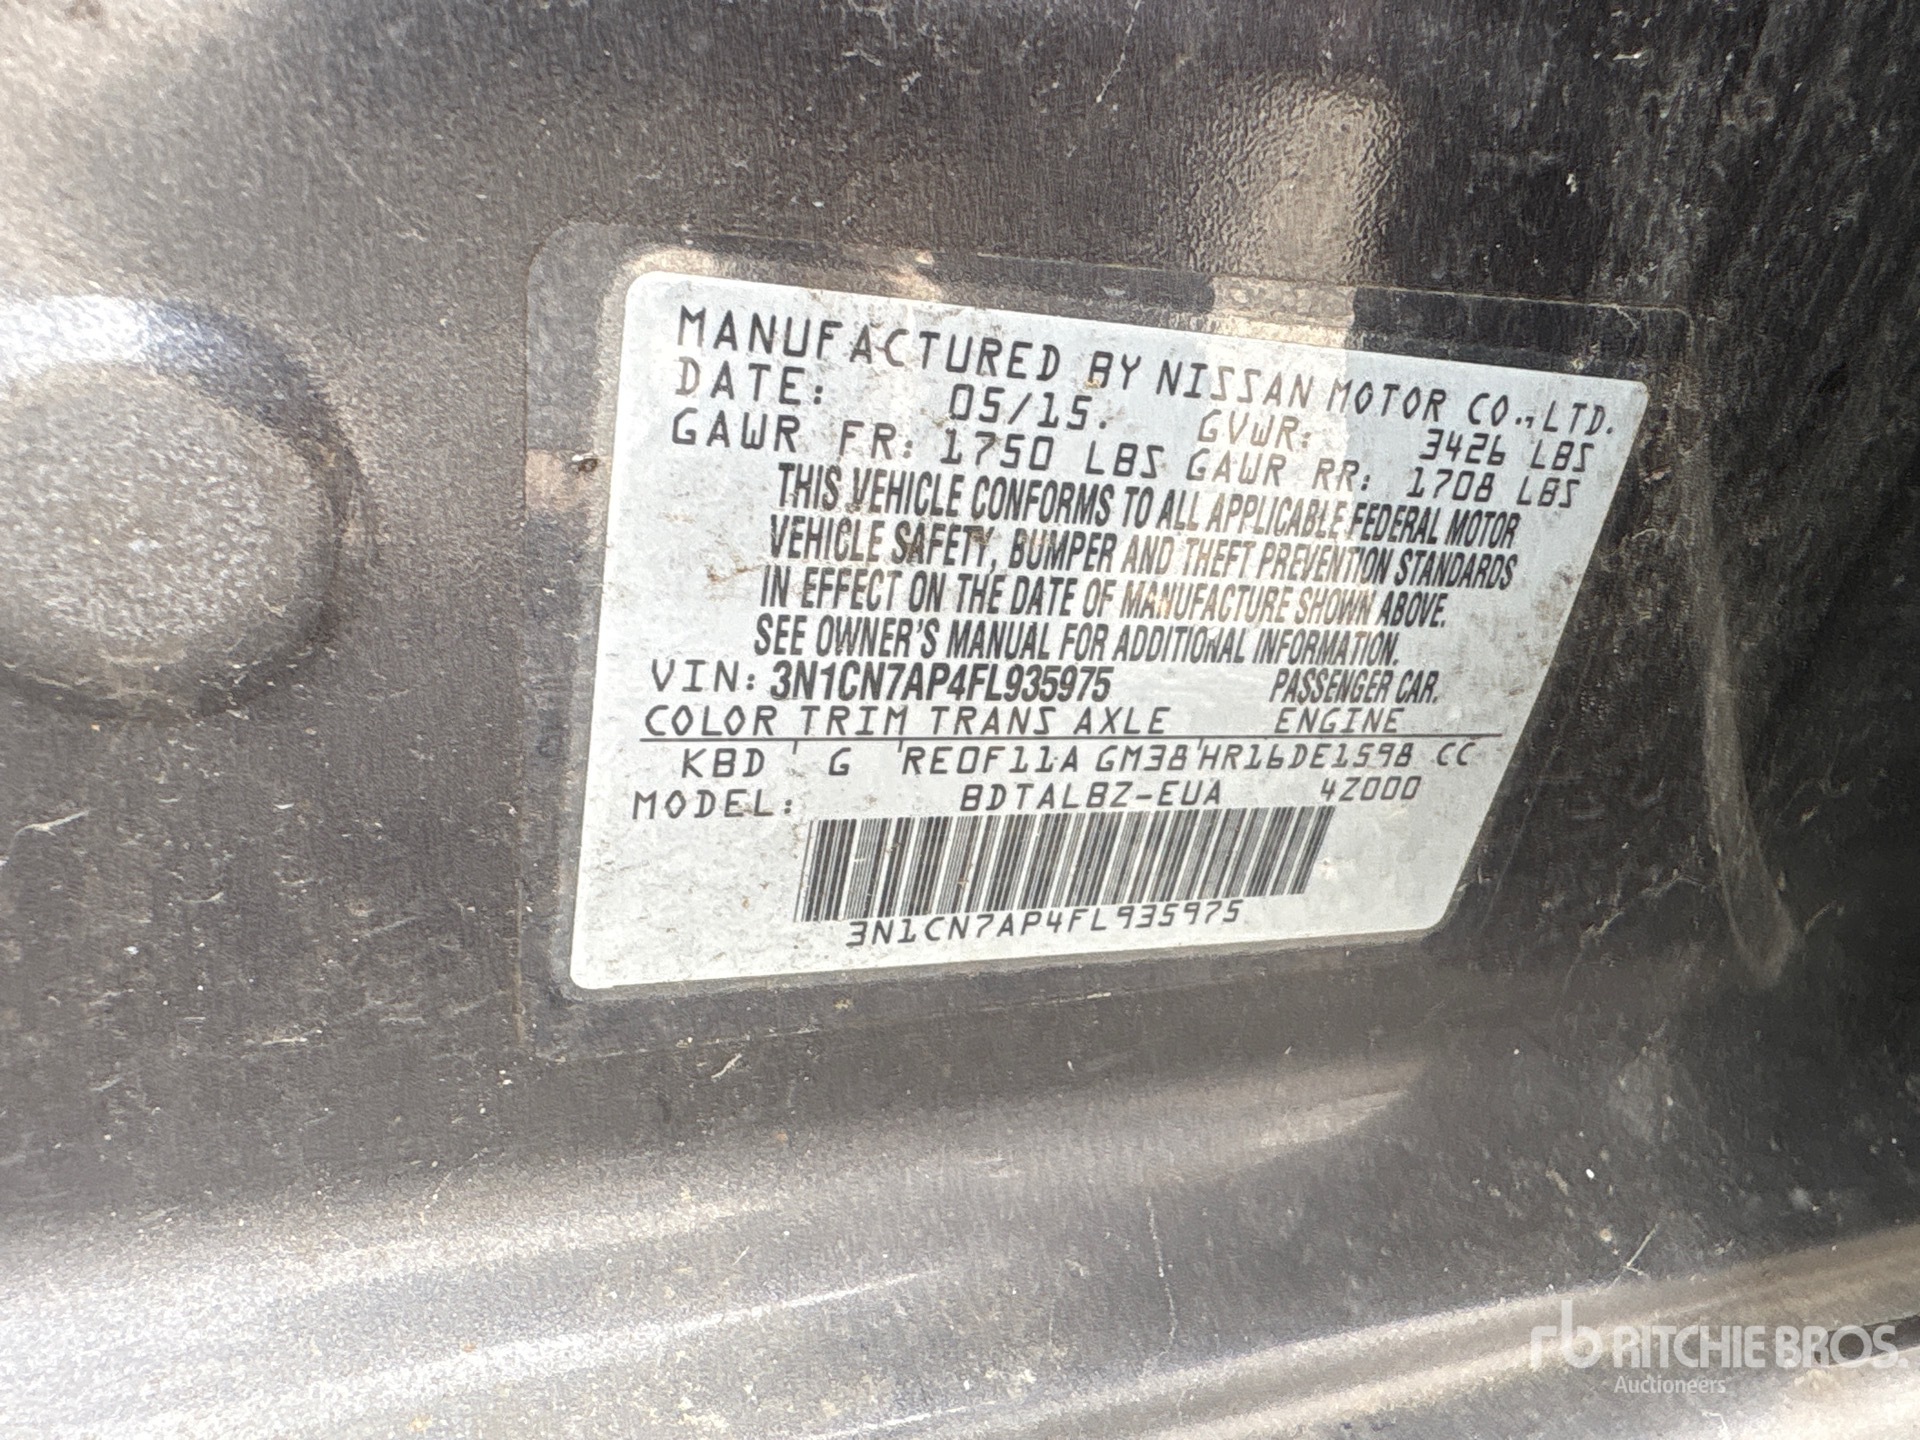 MANUFACTURED BY NISSAN MOTOR CO.,LTD.
DATE: 05/15. GVWR: 3426 LBS
GAWR FR: 1750 LBS GAWR RR: 1708 LBS
THIS VEHICLE CONFORMS TO ALL APPLICABLE FEDERAL MOTOR
VEHICLE SAFETY, BUMPER AND THEFT PREVENTION STANDARDS
IN EFFECT ON THE DATE OF MANUFACTURE SHOWN ABOVE.
SEE OWNER'S MANUAL FOR ADDITIONAL INFORMATION.
VIN: 3N1CN7AP4FL935975 PASSENGER CAR.
COLOR TRIM TRANS AXLE ENGINE
KBD ' G ' RE0F11A GM38 ' HR16DE1598 CC
MODEL: BDTALBZ-EUA 4Z000
3N1CN7AP4FL935975
rb RITCHIE BROS.
Auctioneers